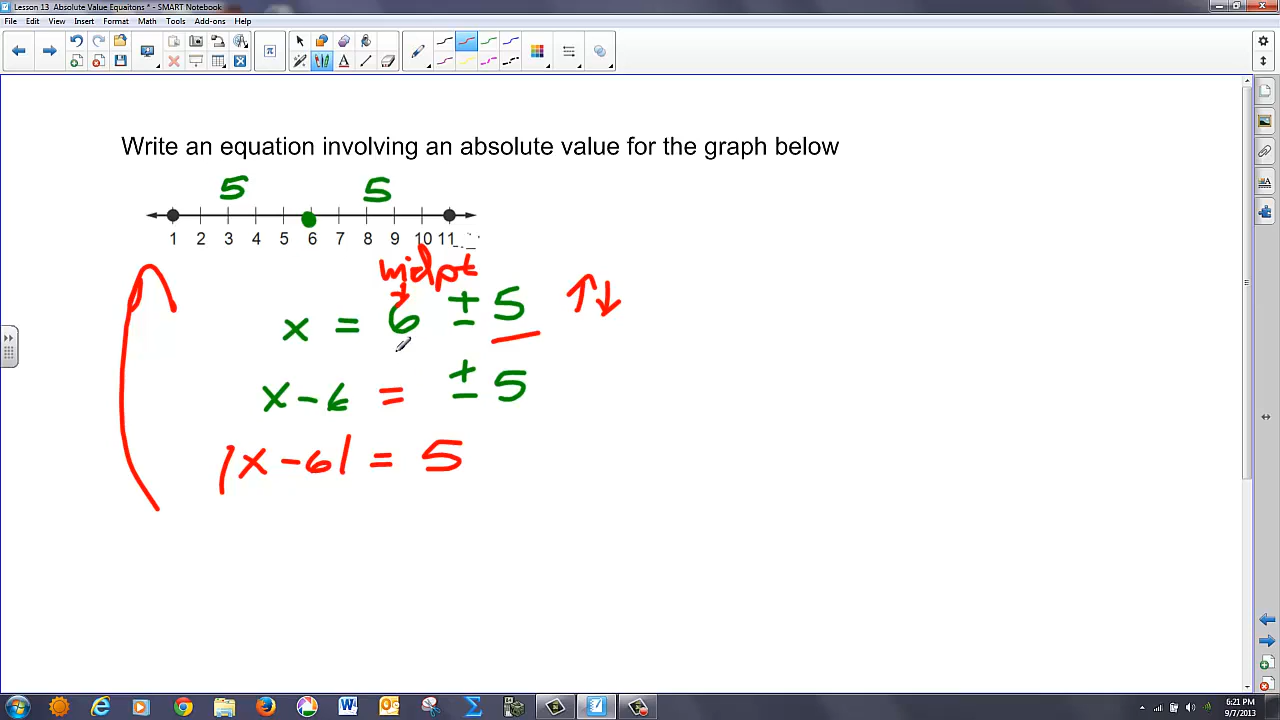 Lesson 13 Absolute Value Equaitons * - SMART Notebook
File Edit View Insert Format Math Tools Add-ons Help
Write an equation involving an absolute value for the graph below
5 5
1 2 3 4 5 6 7 8 9 10 11
midpt
x = 6 ± 5
x - 6 = ± 5
|x - 6| = 5
6:21 PM
9/7/2013